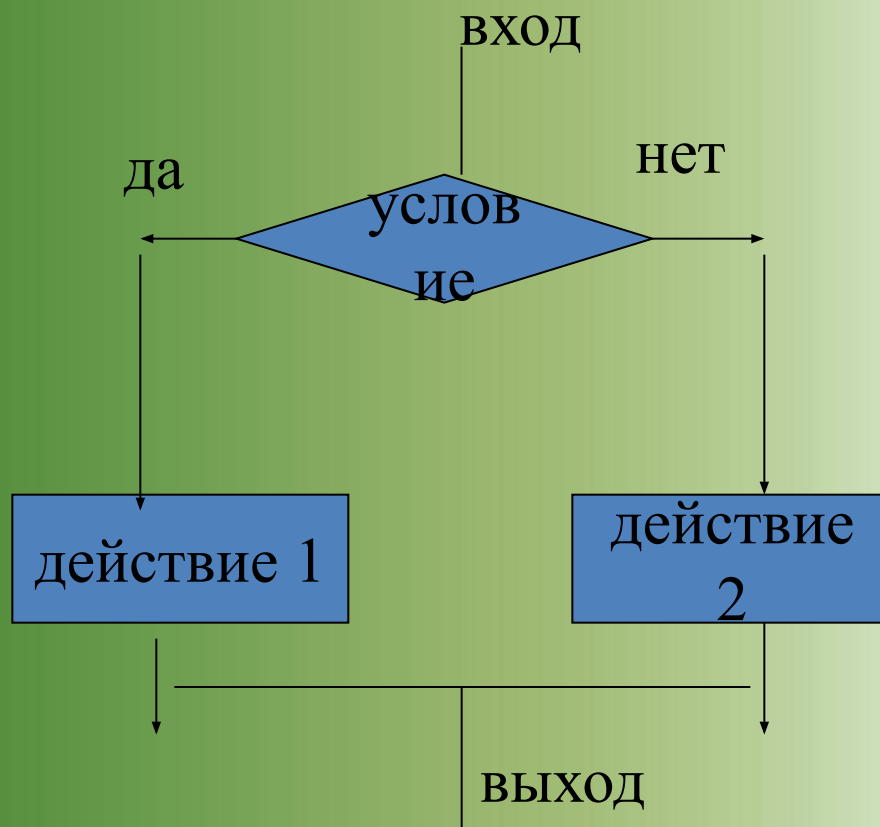 вход
да
нет
услов
ие
действие 1
действие
2
выход